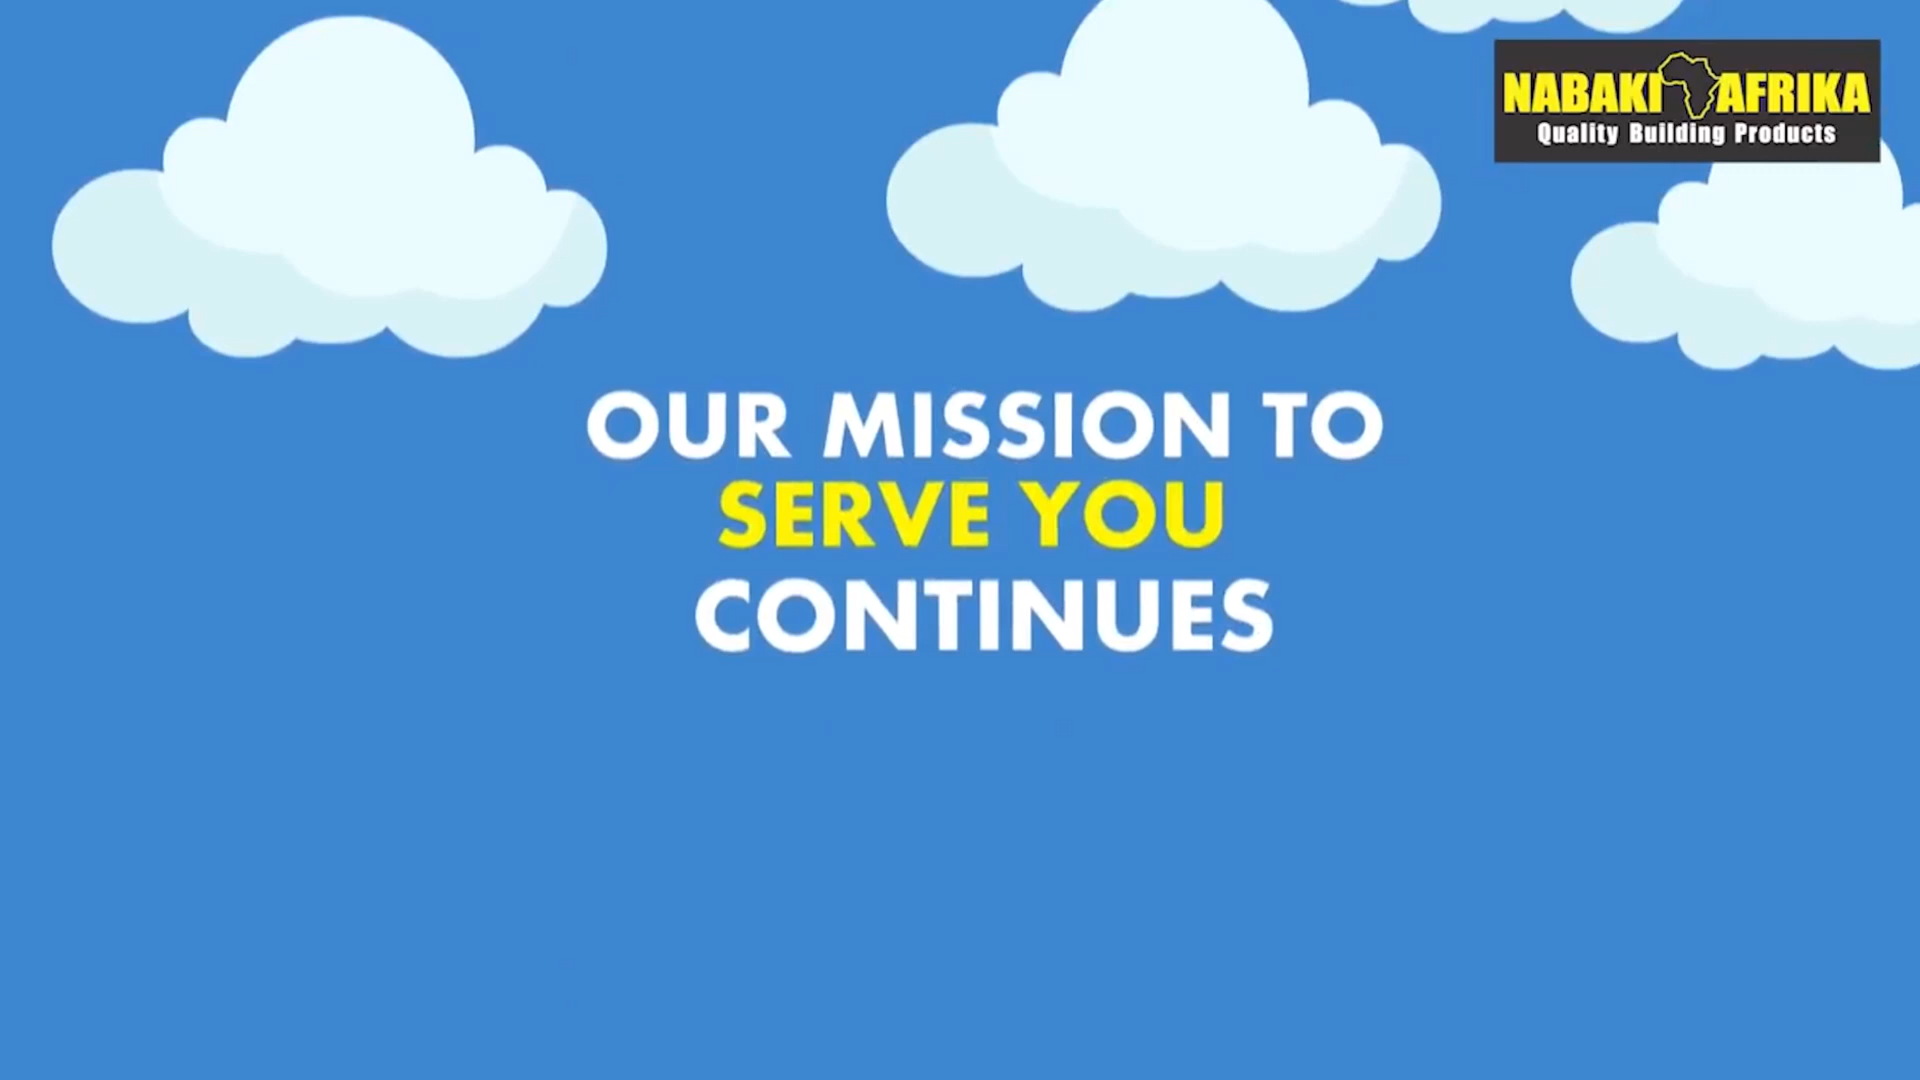 NABAKI AFRIKA
Quality Building Products
OUR MISSION TO
SERVE YOU
CONTINUES